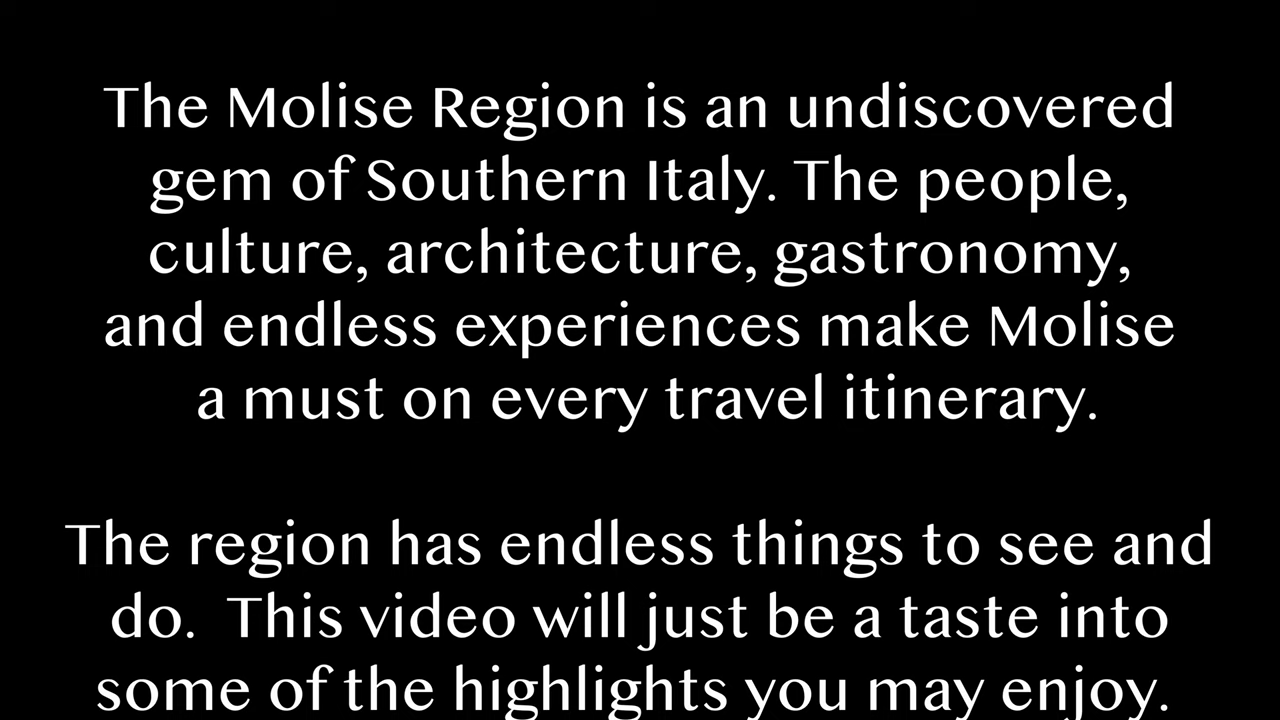 The Molise Region is an undiscovered
gem of Southern Italy. The people,
culture, architecture, gastronomy,
and endless experiences make Molise
a must on every travel itinerary.
The region has endless things to see and
do.  This video will just be a taste into
some of the highlights you may enjoy.